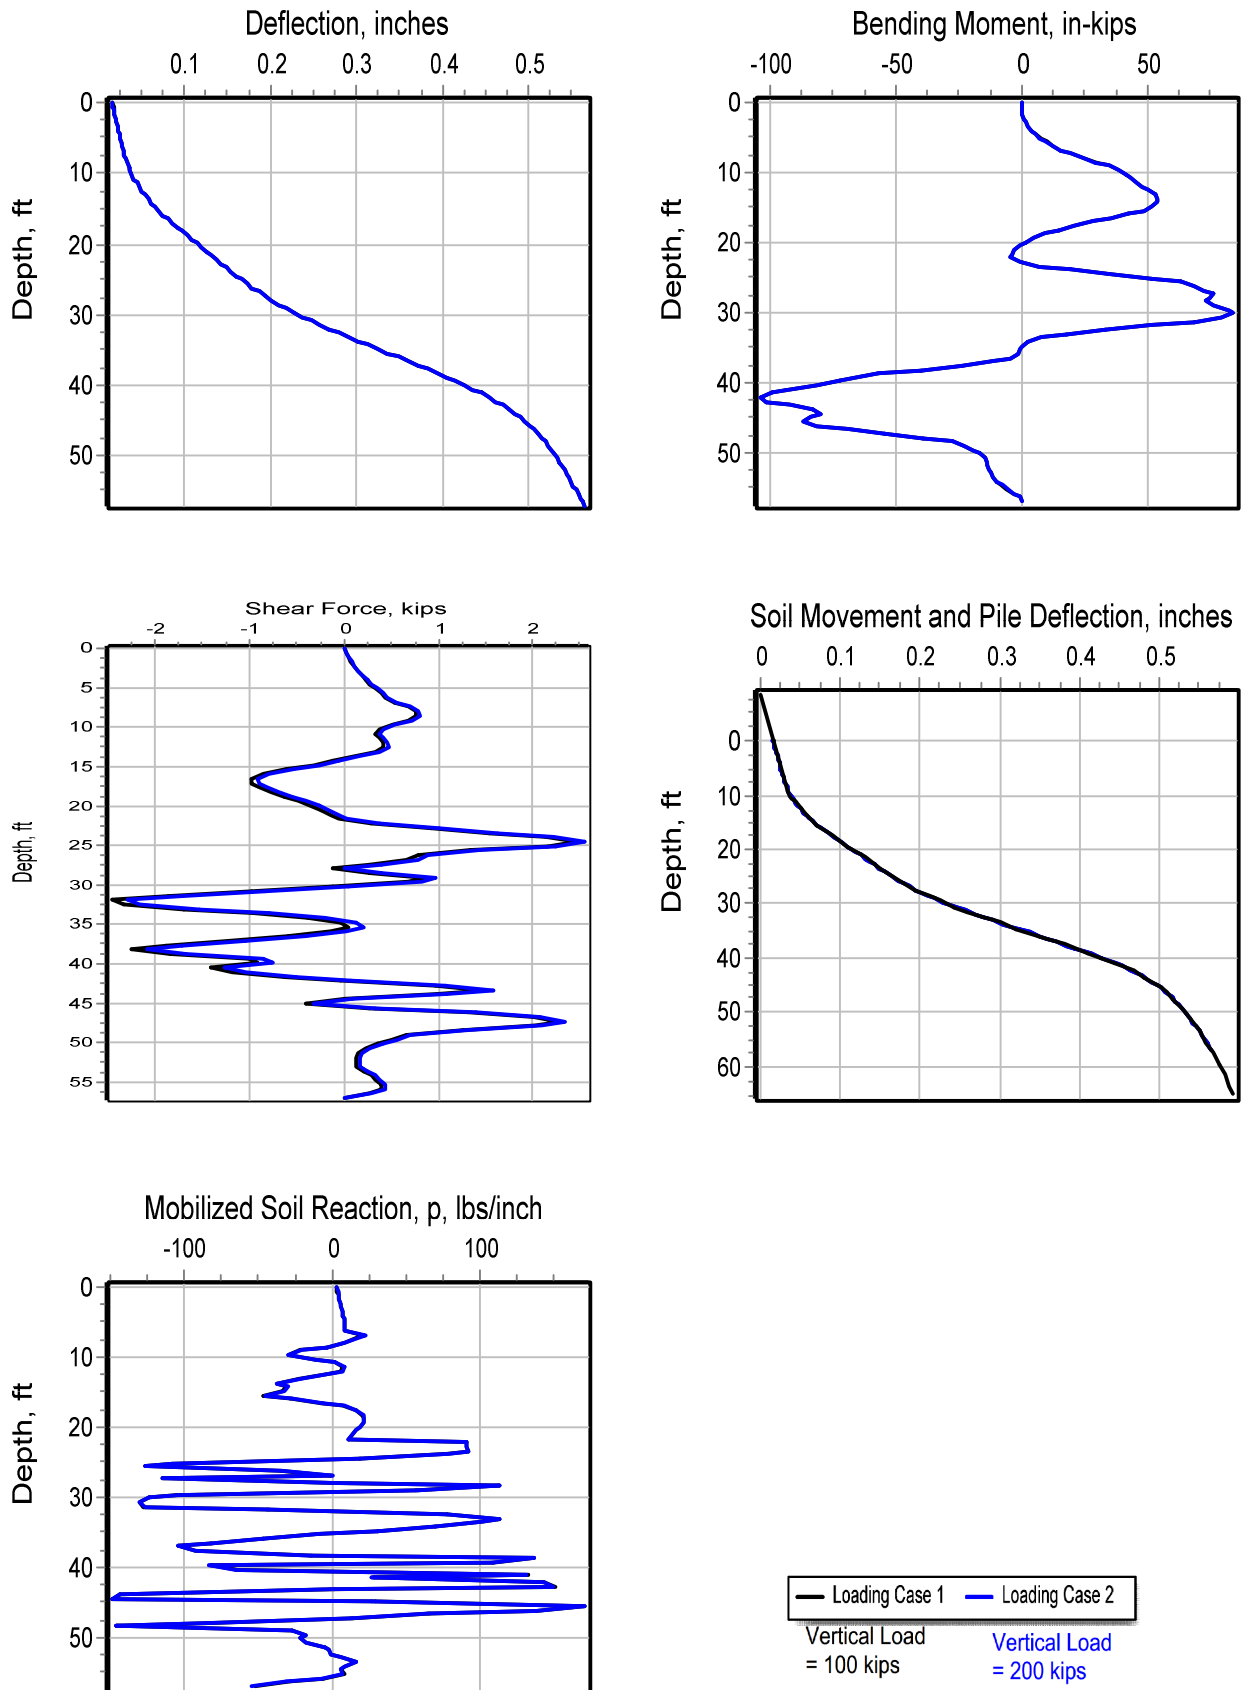 Deflection, inches
0.1 0.2 0.3 0.4 0.5
Depth, ft
0
10
20
30
40
50
Bending Moment, in-kips
-100 -50 0 50
Depth, ft
0
10
20
30
40
50
Shear Force, kips
-2 -1 0 1 2
Depth, ft
0
5
10
15
20
25
30
35
40
45
50
55
Soil Movement and Pile Deflection, inches
0 0.1 0.2 0.3 0.4 0.5
Depth, ft
0
10
20
30
40
50
60
Mobilized Soil Reaction, p, lbs/inch
-100 0 100
Depth, ft
0
10
20
30
40
50
Loading Case 1 Loading Case 2
Vertical Load
= 100 kips
Vertical Load
= 200 kips